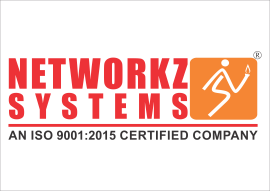 NETWORKZ
SYSTEMS
®
AN ISO 9001:2015 CERTIFIED COMPANY